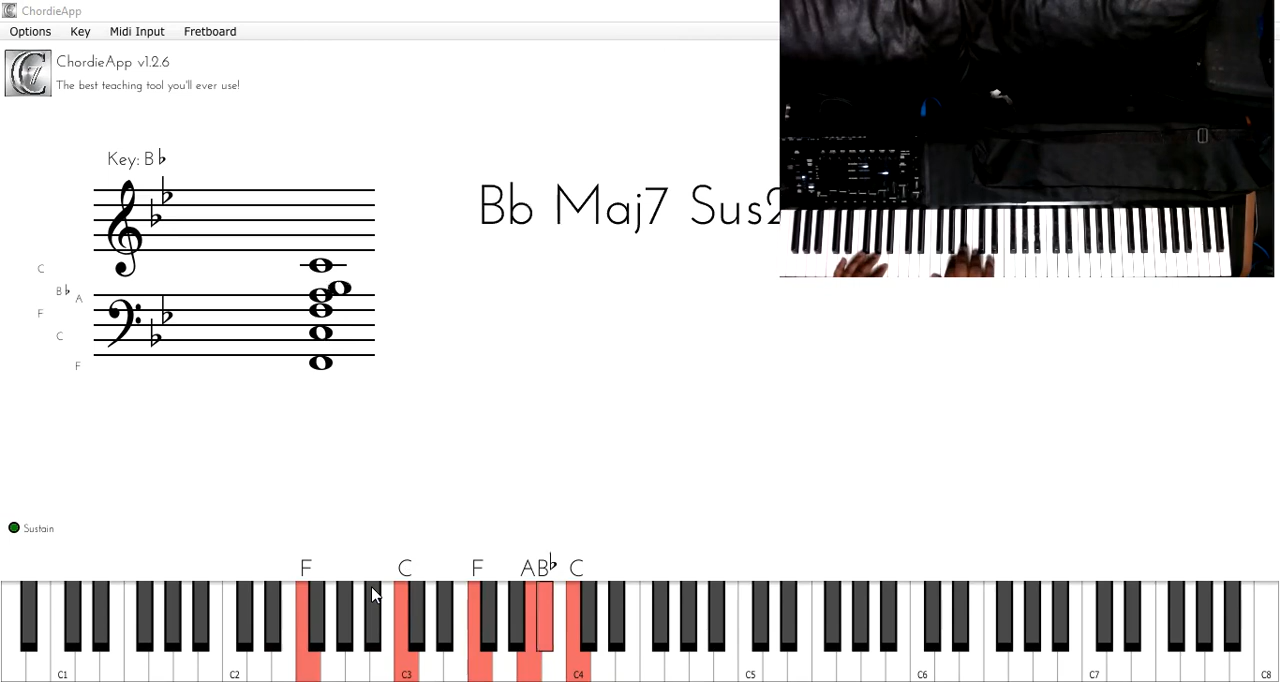 ChordieApp
Options Key Midi Input Fretboard
ChordieApp v1.2.6
The best teaching tool you'll ever use!
Key: B♭
Bb Maj7 Sus2
C
B♭
A
F
C
F
Sustain
F C F A B♭ C
C1 C2 C3 C4 C5 C6 C7 C8